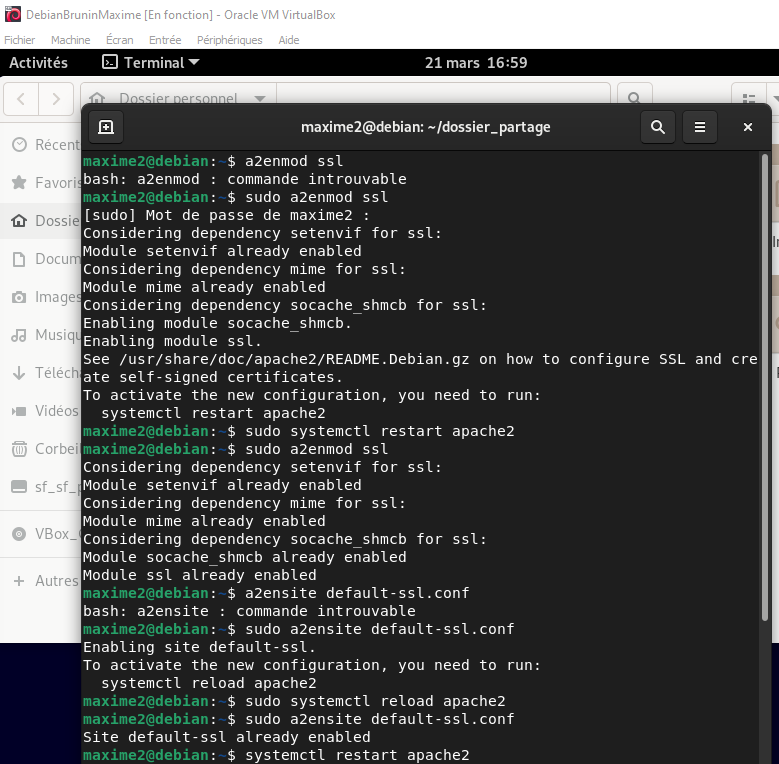 DebianBruninMaxime [En fonction] - Oracle VM VirtualBox
Fichier Machine Écran Entrée Périphériques Aide
Activités Terminal 21 mars 16:59
Dossier personnel
maxime2@debian: ~/dossier_partage
Récent
Favoris
Dossie
Docum
Images
Musiqu
Téléch
Vidéos
Corbei
sf_sf_p
VBox_
Autres
maxime2@debian:~$ a2enmod ssl
bash: a2enmod : commande introuvable
maxime2@debian:~$ sudo a2enmod ssl
[sudo] Mot de passe de maxime2 :
Considering dependency setenvif for ssl:
Module setenvif already enabled
Considering dependency mime for ssl:
Module mime already enabled
Considering dependency socache_shmcb for ssl:
Enabling module socache_shmcb.
Enabling module ssl.
See /usr/share/doc/apache2/README.Debian.gz on how to configure SSL and cre
ate self-signed certificates.
To activate the new configuration, you need to run:
  systemctl restart apache2
maxime2@debian:~$ sudo systemctl restart apache2
maxime2@debian:~$ sudo a2enmod ssl
Considering dependency setenvif for ssl:
Module setenvif already enabled
Considering dependency mime for ssl:
Module mime already enabled
Considering dependency socache_shmcb for ssl:
Module socache_shmcb already enabled
Module ssl already enabled
maxime2@debian:~$ a2ensite default-ssl.conf
bash: a2ensite : commande introuvable
maxime2@debian:~$ sudo a2ensite default-ssl.conf
Enabling site default-ssl.
To activate the new configuration, you need to run:
  systemctl reload apache2
maxime2@debian:~$ sudo systemctl reload apache2
maxime2@debian:~$ sudo a2ensite default-ssl.conf
Site default-ssl already enabled
maxime2@debian:~$ systemctl restart apache2